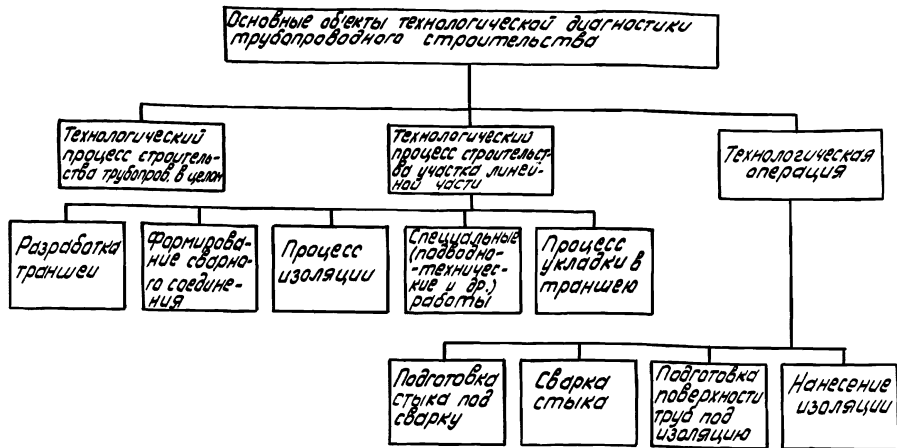 Основные объекты технологической диагностики
трубопроводного строительства
Технологический
процесс строитель-
ства трубопров. в целом
Технологический
процесс строительст-
ва участка линей-
ной части
Технологическая
операция
Разработка
траншеи
Формирова-
ние сварно-
го соедине-
ния
Процесс
изоляции
Специальные
(подводно-
-техничес-
кие и др.)
работы
Процесс
укладки в
траншею
Подготовка
стыка под
сварку
Сварка
стыка
Подготовка
поверхности
труб под
изоляцию
Нанесение
изоляции